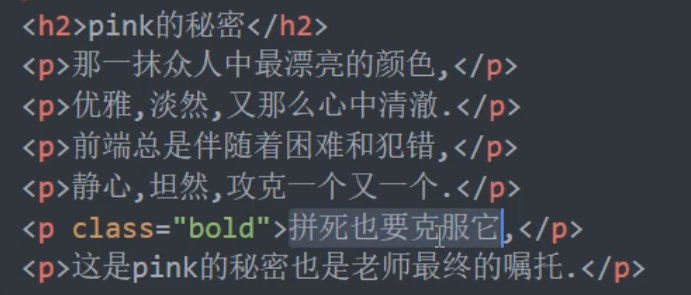 <h2>pink的秘密</h2>
<p>那一抹众人中最漂亮的颜色,</p>
<p>优雅,淡然,又那么心中清澈.</p>
<p>前端总是伴随着困难和犯错,</p>
<p>静心,坦然,攻克一个又一个.</p>
<p class="bold">拼死也要克服它,</p>
<p>这是pink的秘密也是老师最终的嘱托.</p>